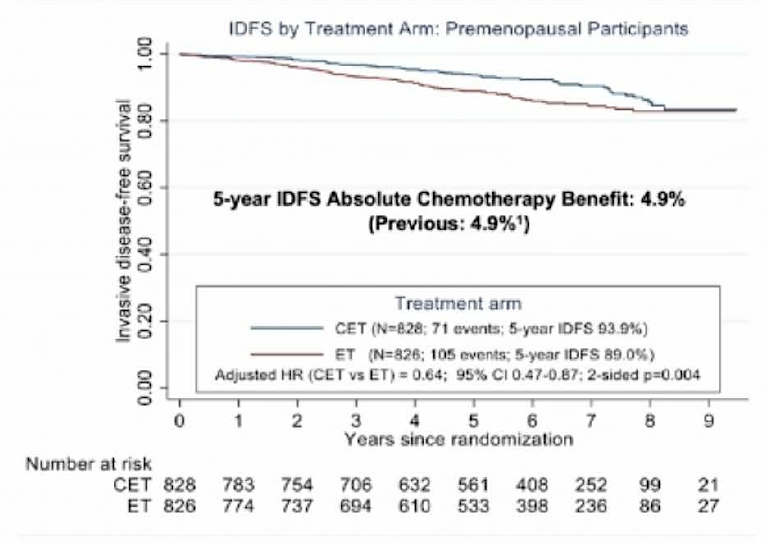 IDFS by Treatment Arm: Premenopausal Participants
1.00
0.80
0.60
0.40
0.20
0.00
Invasive disease-free survival
5-year IDFS Absolute Chemotherapy Benefit: 4.9%
(Previous: 4.9%¹)
Treatment arm
CET (N=828; 71 events; 5-year IDFS 93.9%)
ET (N=826; 105 events; 5-year IDFS 89.0%)
Adjusted HR (CET vs ET) = 0.64; 95% CI 0.47-0.87; 2-sided p=0.004
0 1 2 3 4 5 6 7 8 9
Years since randomization
Number at risk
CET 828 783 754 706 632 561 408 252 99 21
ET 826 774 737 694 610 533 398 236 86 27